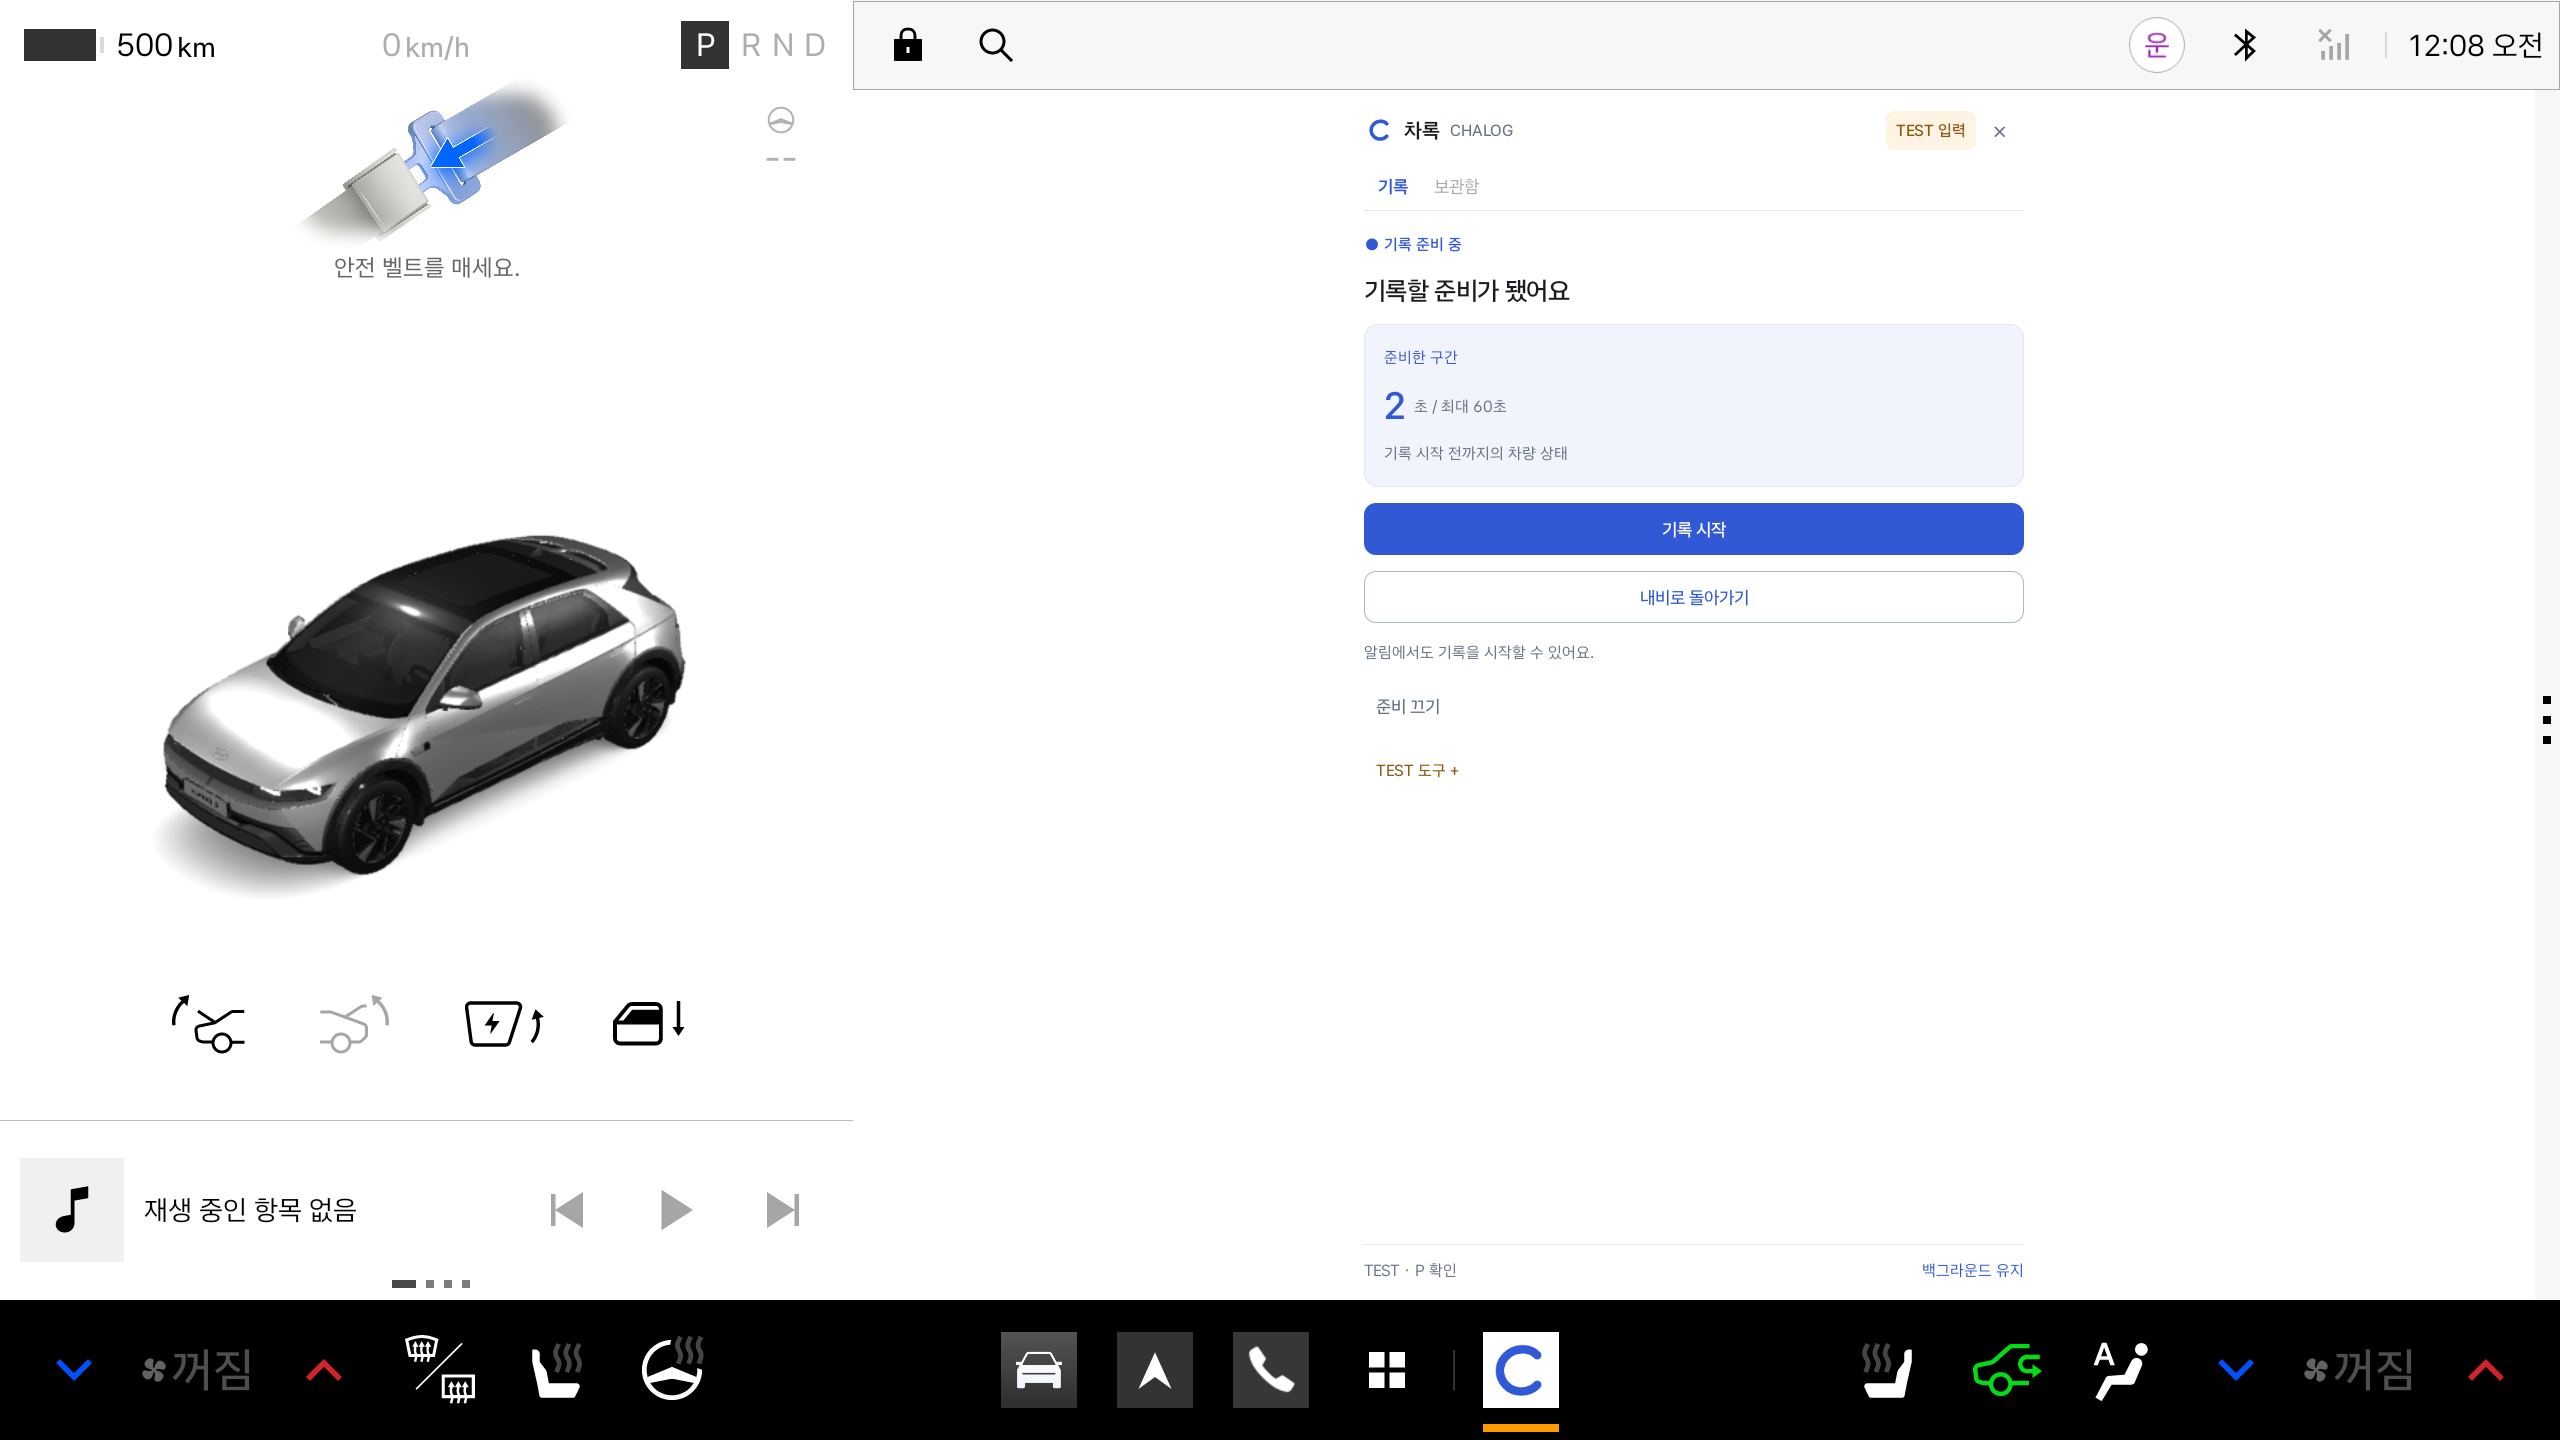 500 km
0 km/h
P R N D
운
12:08 오전
안전 벨트를 매세요.
차록 CHALOG
TEST 입력
기록 보관함
기록 준비 중
기록할 준비가 됐어요
준비한 구간
2 초 / 최대 60초
기록 시작 전까지의 차량 상태
기록 시작
내비로 돌아가기
알림에서도 기록을 시작할 수 있어요.
준비 끄기
TEST 도구 +
재생 중인 항목 없음
TEST · P 확인
백그라운드 유지
꺼짐
A
꺼짐